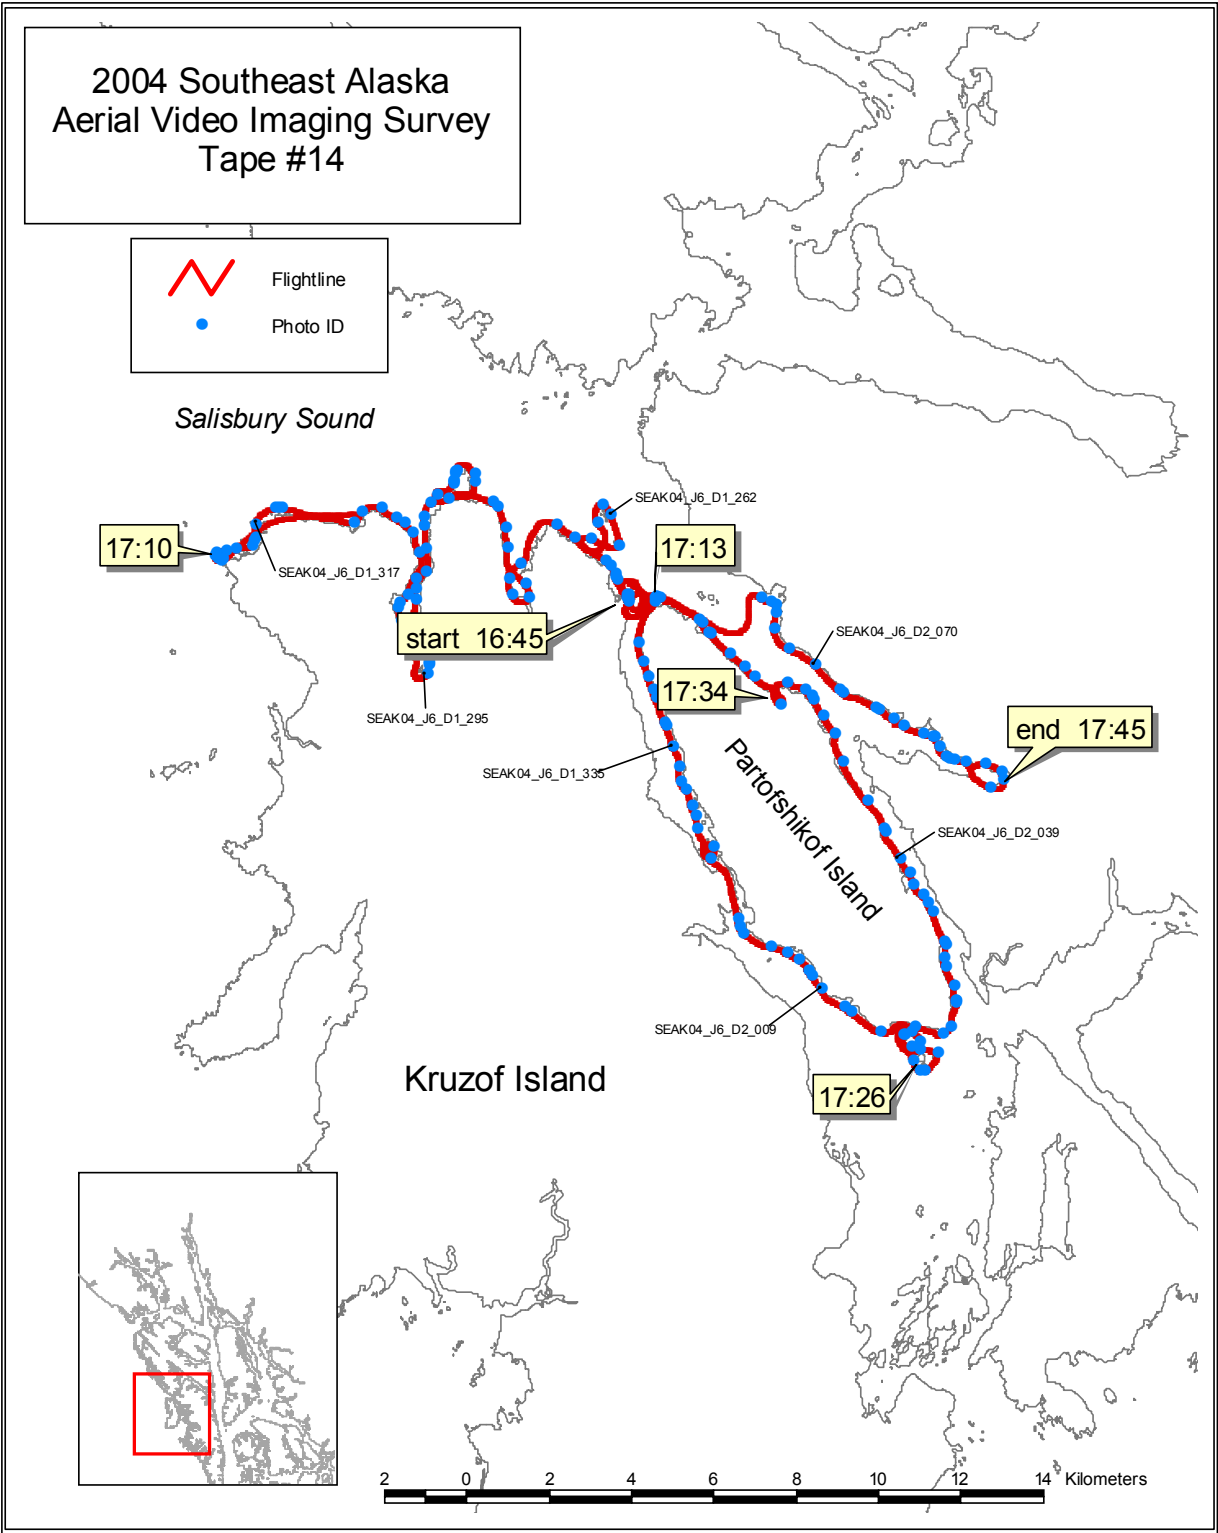 2004 Southeast Alaska
Aerial Video Imaging Survey
Tape #14
Flightline
Photo ID
Salisbury Sound
SEAK04_J6_D1_262
17:10
17:13
SEAK04_J6_D1_317
start 16:45
SEAK04_J6_D2_070
17:34
SEAK04_J6_D1_295
end 17:45
SEAK04_J6_D1_335
Partofshikof Island
SEAK04_J6_D2_039
SEAK04_J6_D2_009
Kruzof Island
17:26
2 0 2 4 6 8 10 12 14 Kilometers